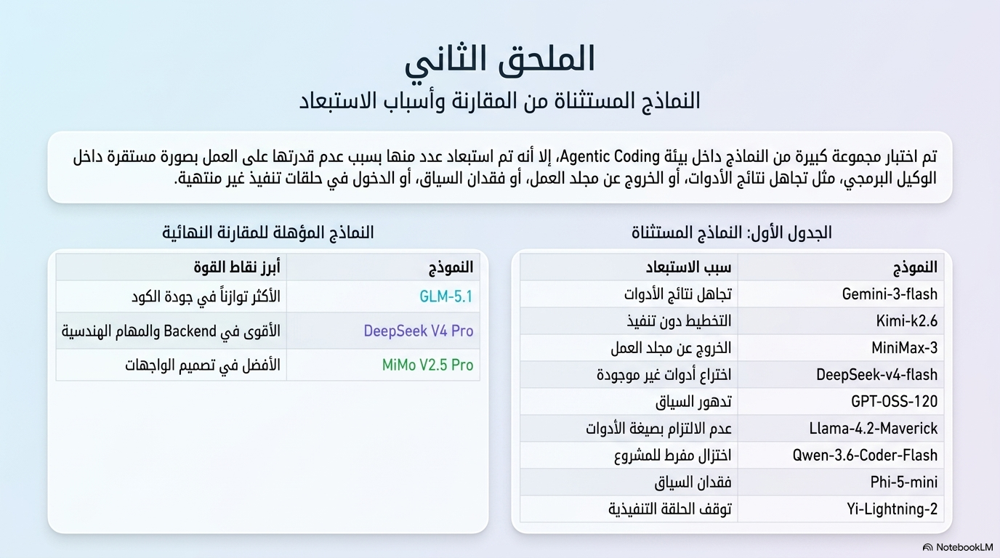 الملحق الثاني
النماذج المستثناة من المقارنة وأسباب الاستبعاد
تم اختبار مجموعة كبيرة من النماذج داخل بيئة Agentic Coding، إلا أنه تم استبعاد عدد منها بسبب عدم قدرتها على العمل بصورة مستقرة داخل
الوكيل البرمجي، مثل تجاهل نتائج الأدوات، أو الخروج عن مجلد العمل، أو فقدان السياق، أو الدخول في حلقات تنفيذ غير منتهية.
الجدول الأول: النماذج المستثناة
النموذج سبب الاستبعاد
Gemini-3-flash تجاهل نتائج الأدوات
Kimi-k2.6 التخطيط دون تنفيذ
MiniMax-3 الخروج عن مجلد العمل
DeepSeek-v4-flash اختراع أدوات غير موجودة
GPT-OSS-120 تدهور السياق
Llama-4.2-Maverick عدم الالتزام بصيغة الأدوات
Qwen-3.6-Coder-Flash اختزال مفرط للمشروع
Phi-5-mini فقدان السياق
Yi-Lightning-2 توقف الحلقة التنفيذية
النماذج المؤهلة للمقارنة النهائية
النموذج أبرز نقاط القوة
GLM-5.1 الأكثر توازناً في جودة الكود
DeepSeek V4 Pro الأقوى في Backend والمهام الهندسية
MiMo V2.5 Pro الأفضل في تصميم الواجهات
NotebookLM